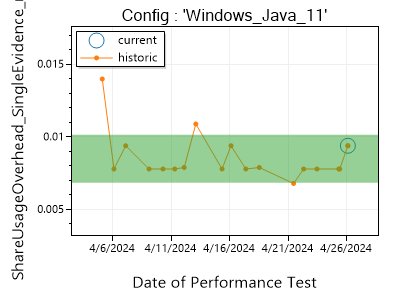 Config : 'Windows_Java_11'
ShareUsageOverhead_SingleEvidence_
current
historic
0.015
0.01
0.005
4/6/2024
4/11/2024
4/16/2024
4/21/2024
4/26/2024
Date of Performance Test